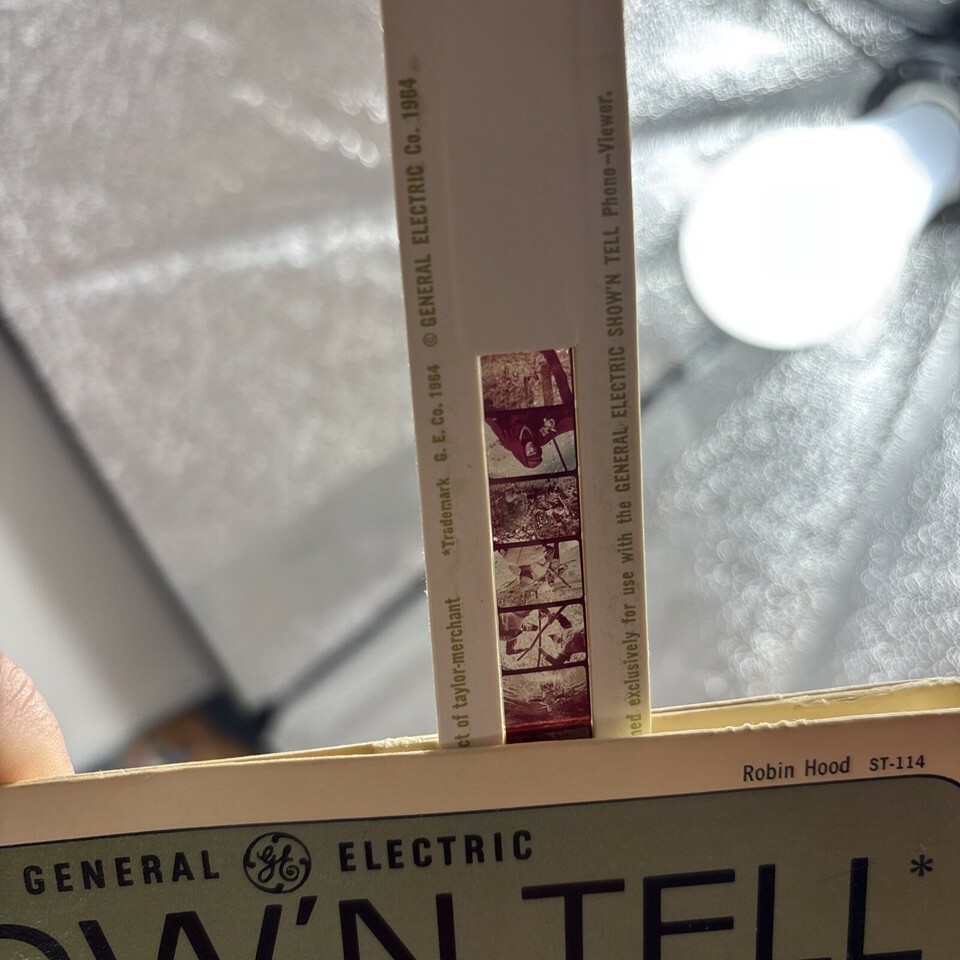 ct of taylor-merchant *Trademark G. E. Co. 1964 © GENERAL ELECTRIC Co. 1964
ned exclusively for use with the GENERAL ELECTRIC SHOW'N TELL Phono-Viewer.
Robin Hood ST-114
GENERAL GE ELECTRIC
OW'N TELL*